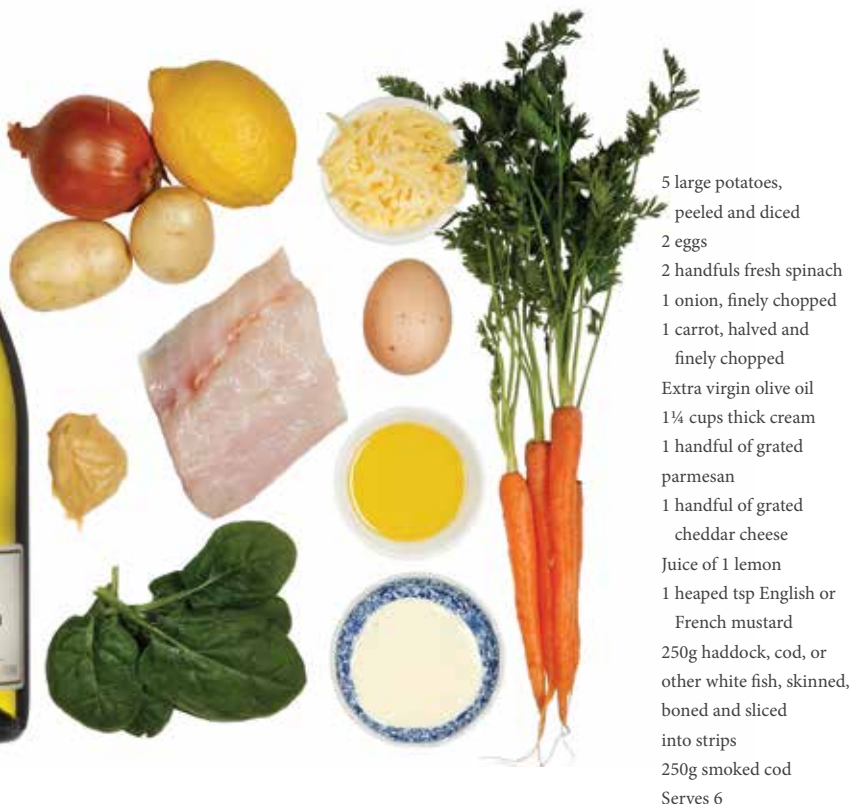 5 large potatoes,
peeled and diced
2 eggs
2 handfuls fresh spinach
1 onion, finely chopped
1 carrot, halved and
finely chopped
Extra virgin olive oil
1¼ cups thick cream
1 handful of grated
parmesan
1 handful of grated
cheddar cheese
Juice of 1 lemon
1 heaped tsp English or
French mustard
250g haddock, cod, or
other white fish, skinned,
boned and sliced
into strips
250g smoked cod
Serves 6